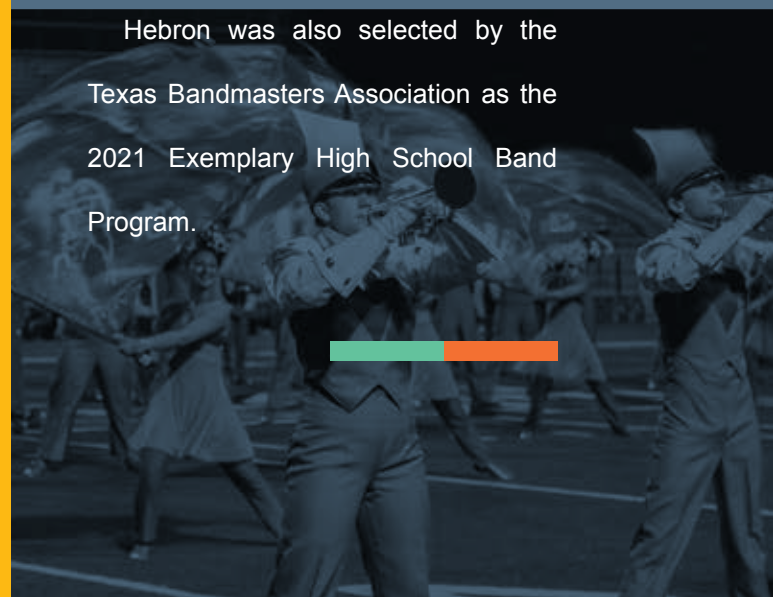 Hebron was also selected by the
Texas Bandmasters Association as the
2021 Exemplary High School Band
Program.